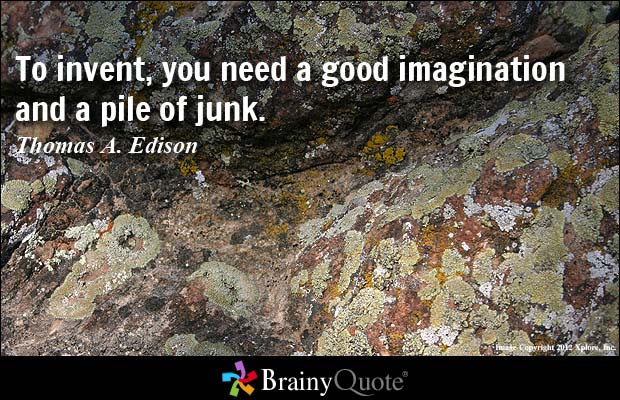 To invent, you need a good imagination
and a pile of junk.
Thomas A. Edison
Image Copyright 2012 Xplore, Inc.
BrainyQuote®